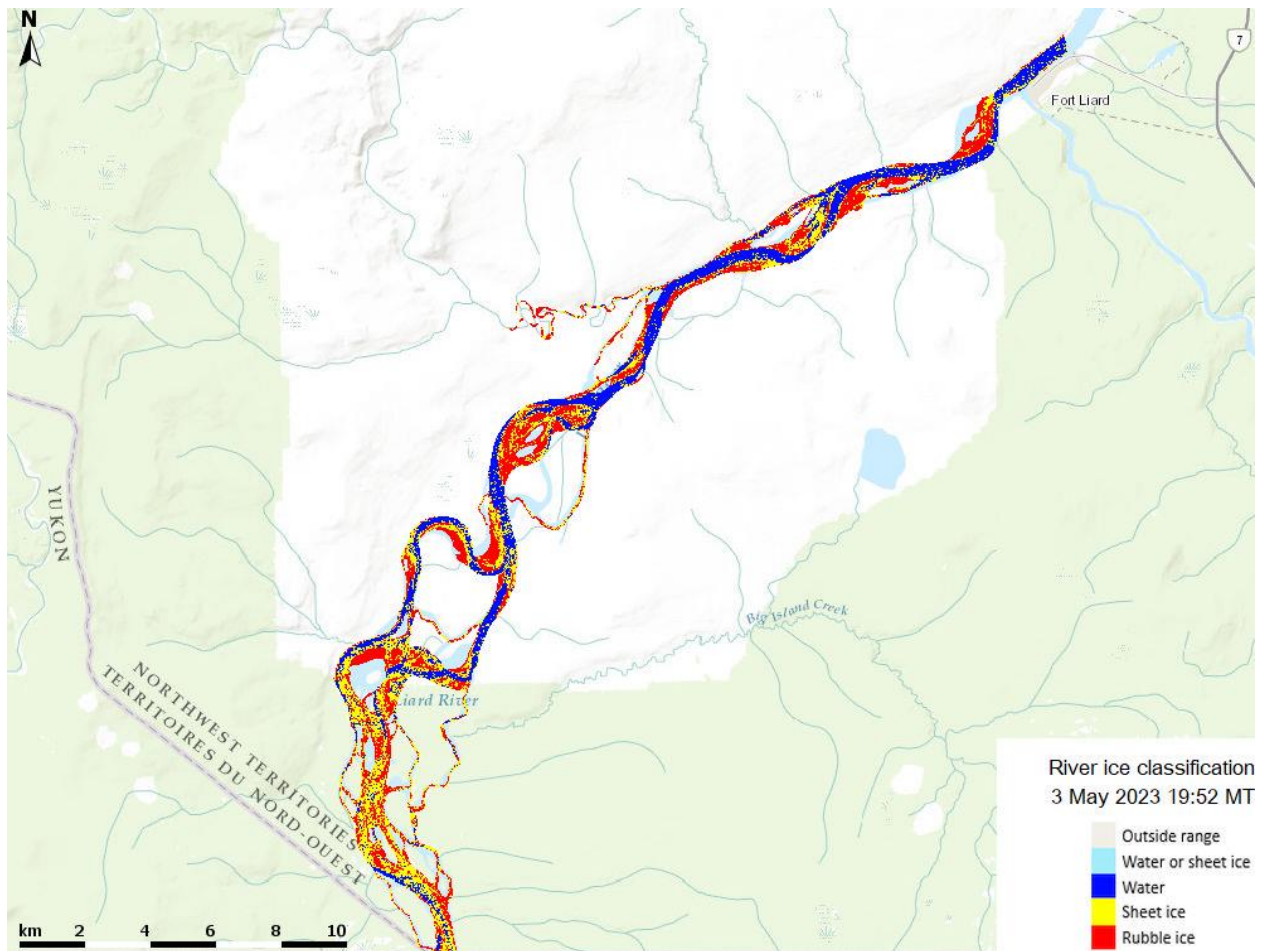 N
7
Fort Liard
YUKON
Big Island Creek
NORTHWEST TERRITORIES
TERRITOIRES DU NORD-OUEST
Liard River
River ice classification
3 May 2023 19:52 MT
Outside range
Water or sheet ice
Water
Sheet ice
Rubble ice
km 2 4 6 8 10